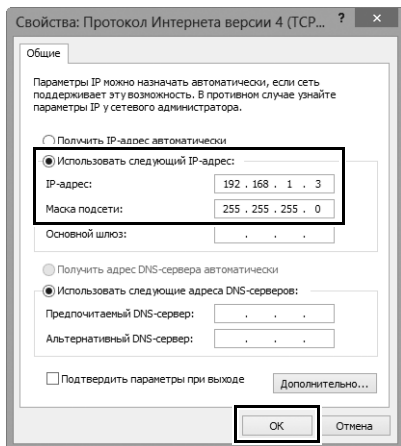 Свойства: Протокол Интернета версии 4 (TCP...
?
×
Общие
Параметры IP можно назначать автоматически, если сеть
поддерживает эту возможность. В противном случае узнайте
параметры IP у сетевого администратора.
Получить IP-адрес автоматически
Использовать следующий IP-адрес:
IP-адрес: 192 . 168 . 1 . 3
Маска подсети: 255 . 255 . 255 . 0
Основной шлюз: . . .
Получить адрес DNS-сервера автоматически
Использовать следующие адреса DNS-серверов:
Предпочитаемый DNS-сервер: . . .
Альтернативный DNS-сервер: . . .
Подтвердить параметры при выходе
Дополнительно...
ОК
Отмена